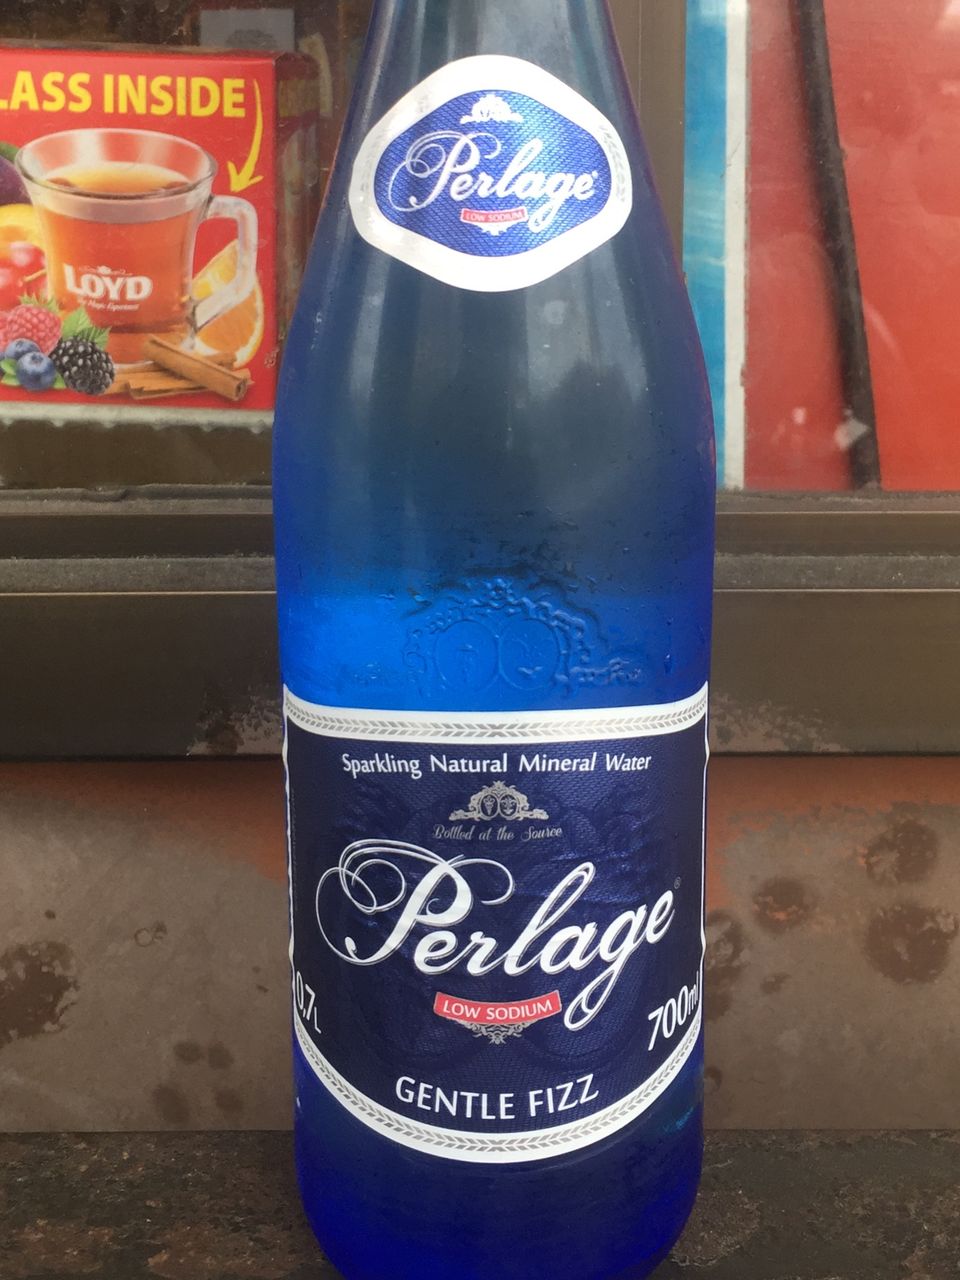 LASS INSIDE
LOYD
Perlage
LOW SODIUM
Sparkling Natural Mineral Water
Bottled at the Source
Perlage®
LOW SODIUM
0,7L
700ml
GENTLE FIZZ